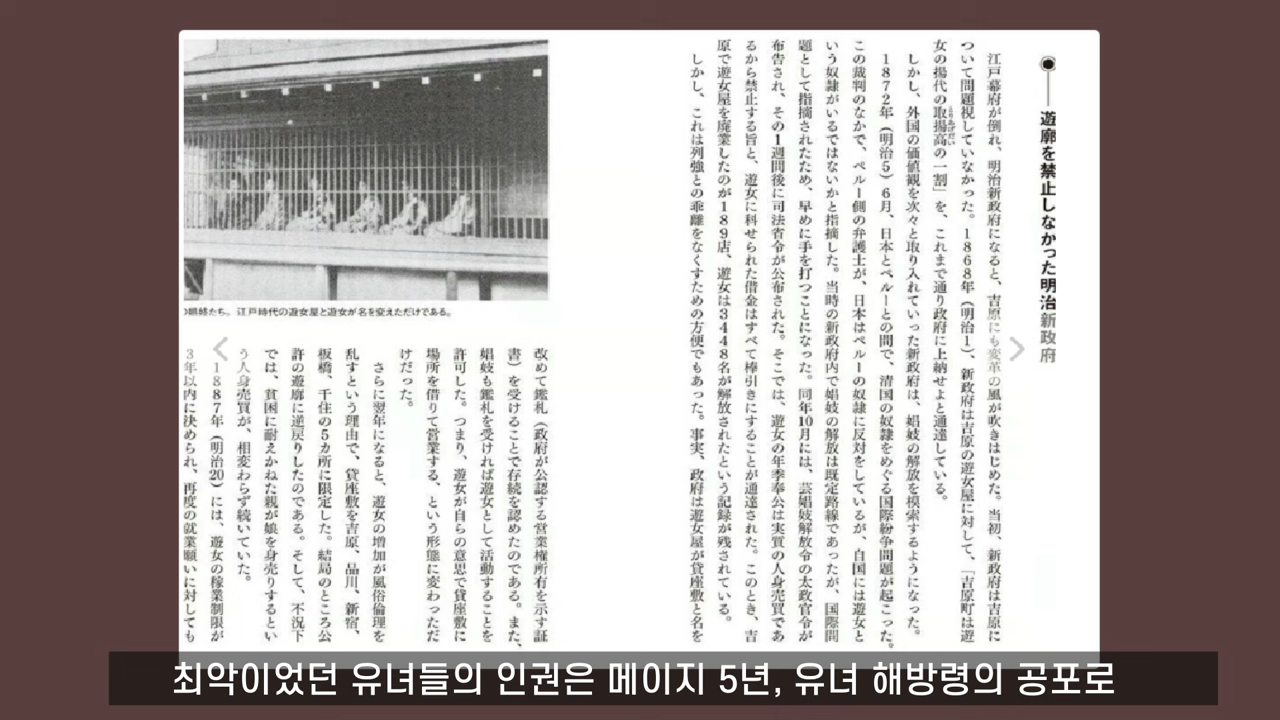 ●──遊廓を禁止しなかった明治新政府
江戸幕府が倒れ、明治新政府になると、吉原にも変革の風が吹きはじめた。当初、新政府は吉原に
ついて問題視していなかった。1868年（明治1）、新政府は吉原の遊女屋に対して、「吉原町は遊
女の揚代の取揚高の一割」を、これまで通り政府に上納せよと通達している。
しかし、外国の価値観を次々と取り入れていった新政府は、娼妓の解放を模索するようになった。
1872年（明治5）6月、日本とペルーとの間で、清国の奴隷をめぐる国際紛争問題が起こった。
この裁判のなかで、ペルー側の弁護士が、日本はペルーの奴隷に反対をしているが、自国には遊女と
いう奴隷がいるではないかと指摘した。当時の新政府内で娼妓の解放は既定路線であったが、国際問
題として指摘されたため、早めに手を打つことになった。同年10月には、芸娼妓解放令の太政官令が
布告され、その1週間後に司法省令が公布された。そこでは、遊女の年季奉公は実質の人身売買であ
るから禁止する旨と、遊女に科せられた借金はすべて棒引きにすることが通達された。このとき、吉
原で遊女屋を廃業したのが189店、遊女は3448名が解放されたという記録が残されている。
しかし、これは列強との乖離をなくすための方便でもあった。事実、政府は遊女屋が貸座敷と名を
の娼妓たち。江戸時代の遊女屋と遊女が名を変えただけである。
改めて鑑札（政府が公認する営業権所有を示す証
書）を受けることで存続を認めたのである。また、
娼妓も鑑札を受ければ遊女として活動することを
許可した。つまり、遊女が自らの意思で貸座敷に
場所を借りて営業する、という形態に変わっただ
けだった。
さらに翌年になると、遊女の増加が風俗倫理を
乱すという理由で、貸座敷を吉原、品川、新宿、
板橋、千住の5カ所に限定した。結局のところ公
許の遊廓に逆戻りしたのである。そして、不況下
では、貧困に耐えかねた親が娘を身売りするとい
う人身売買が、相変わらず続いていた。
1887年（明治20）には、遊女の稼業制限が
3年以内に決められ、再度の就業願いに対しても
최악이었던 유녀들의 인권은 메이지 5년, 유녀 해방령의 공포로